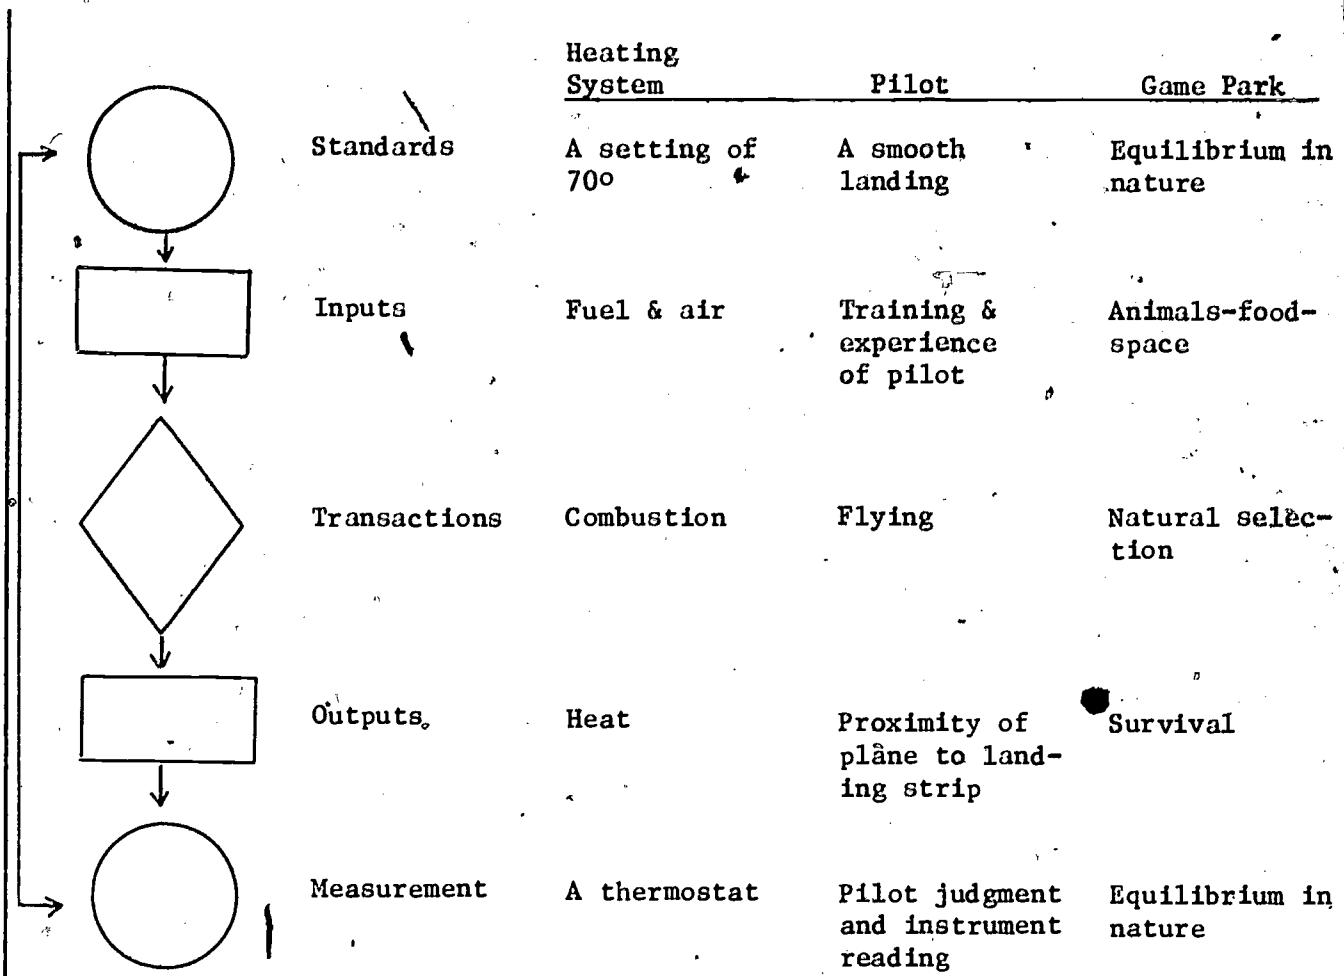 Heating
System Pilot Game Park
Standards A setting of A smooth Equilibrium in
70° landing nature
Inputs Fuel & air Training & Animals-food-
experience space
of pilot
Transactions Combustion Flying Natural selec-
tion
Outputs Heat Proximity of Survival
plane to land-
ing strip
Measurement A thermostat Pilot judgment Equilibrium in
and instrument nature
reading